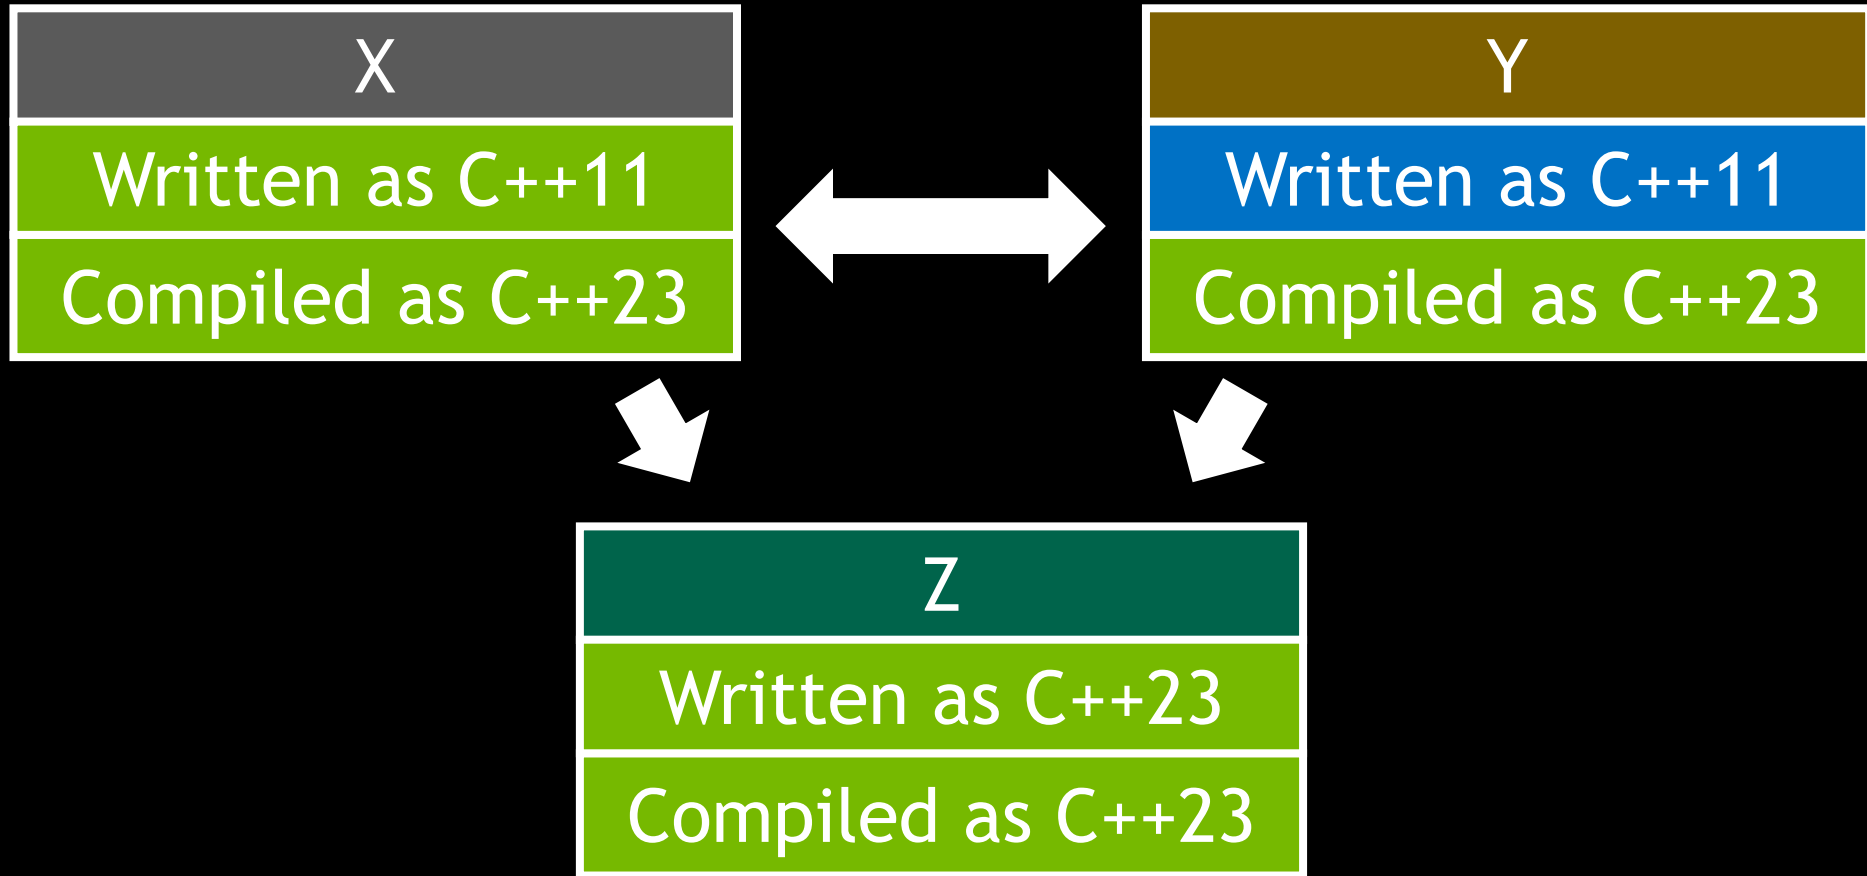 X
Written as C++11
Compiled as C++23
Y
Written as C++11
Compiled as C++23
Z
Written as C++23
Compiled as C++23